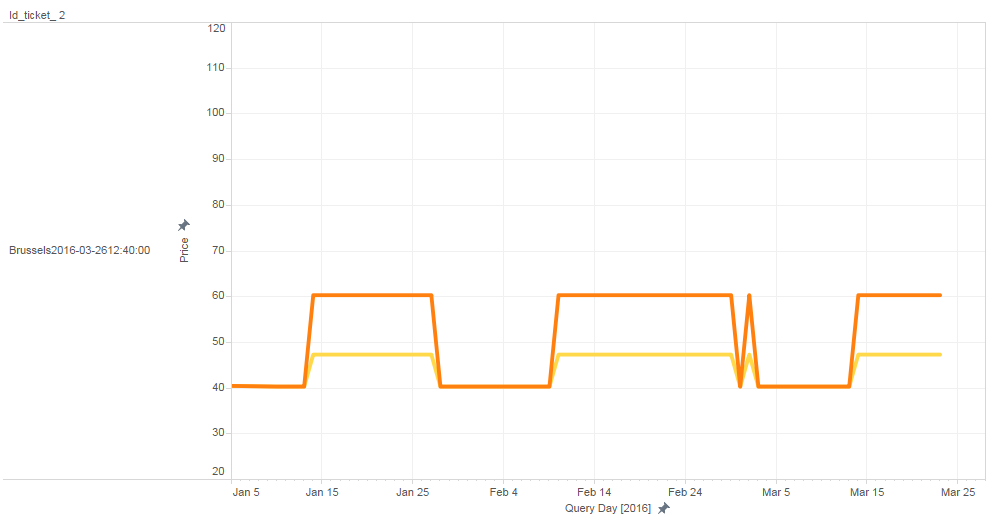 Id_ticket_ 2
120
110
100
90
80
70
60
50
40
30
20
Price
Brussels2016-03-2612:40:00
Jan 5 Jan 15 Jan 25 Feb 4 Feb 14 Feb 24 Mar 5 Mar 15 Mar 25
Query Day [2016]